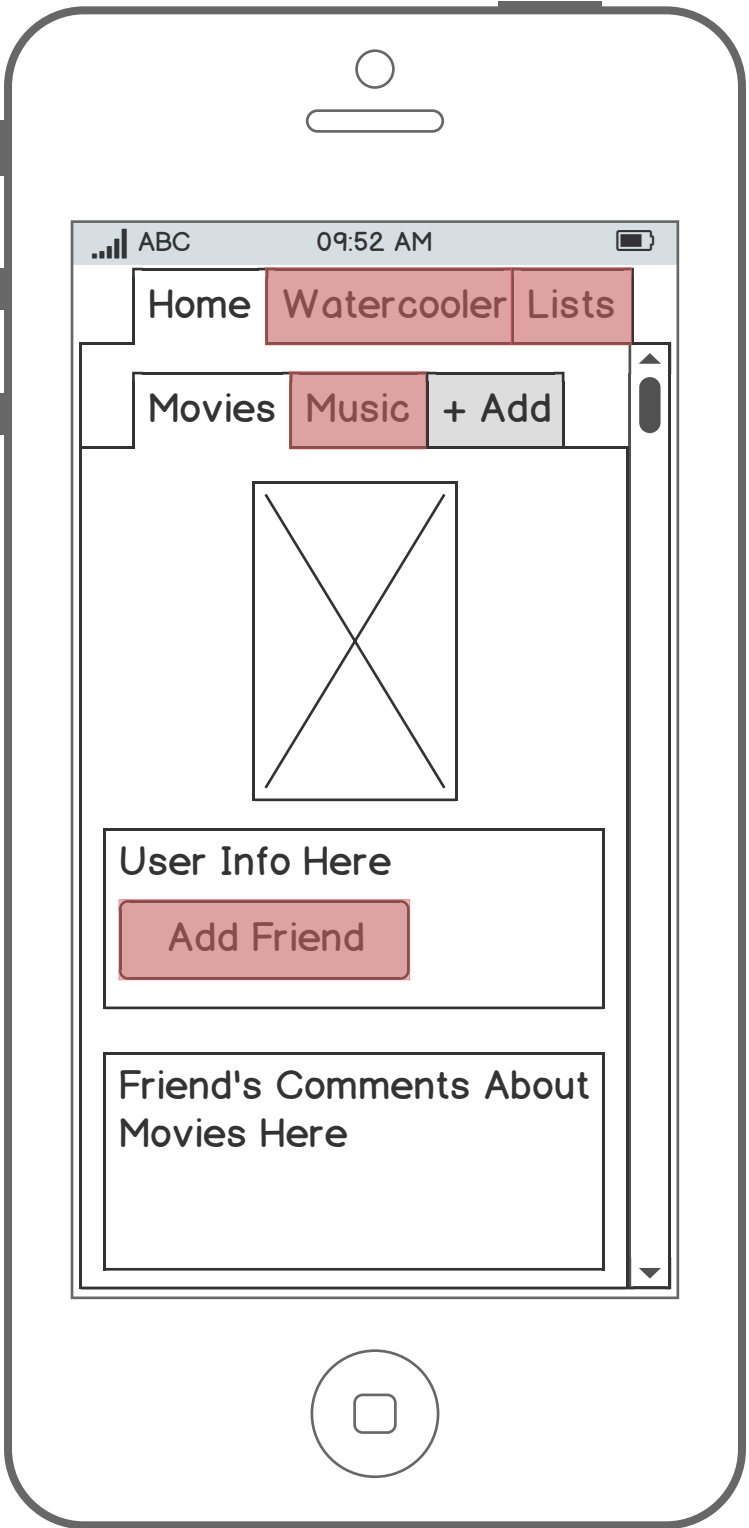 ABC 09:52 AM
Home Watercooler Lists
Movies Music + Add
User Info Here
Add Friend
Friend's Comments About
Movies Here